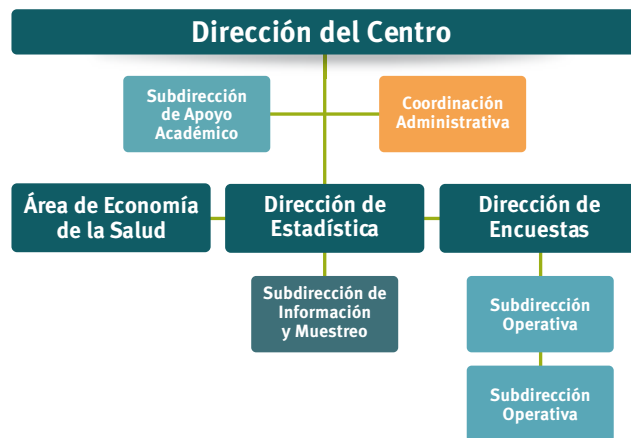 Dirección del Centro
Subdirección
de Apoyo
Académico
Coordinación
Administrativa
Área de Economía
de la Salud
Dirección de
Estadística
Dirección de
Encuestas
Subdirección de
Información
y Muestreo
Subdirección
Operativa
Subdirección
Operativa